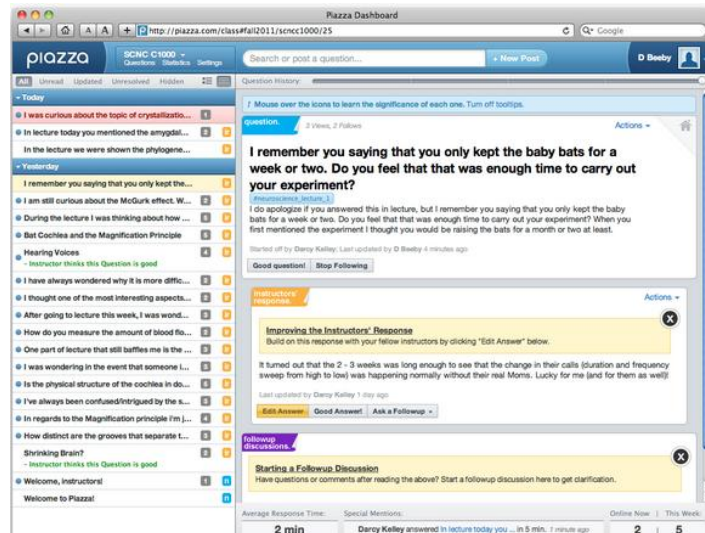 Piazza Dashboard
A A + http://piazza.com/class#fall2011/scncc1000/25 Google
piazza SCNC C1000 Questions Statistics Settings Search or post a question... + New Post D Beeby
All Unread Updated Unresolved Hidden Question History:
Today
I was curious about the topic of crystallizatio... 1
In lecture today you mentioned the amygdal... 2
In the lecture we were shown the phylogene...
Yesterday
I remember you saying that you only kept the...
I am still curious about the McGurk effect. W...
During the lecture I was thinking about how ...
Bat Cochlea and the Magnification Principle
Hearing Voices
- Instructor thinks this Question is good
I have always wondered why it is more diffic...
I thought one of the most interesting aspects...
After going to lecture this week, I was wond...
How do you measure the amount of blood flo...
One part of lecture that still baffles me is the ...
I was wondering in the event that someone i...
Is the physical structure of the cochlea in do...
I've always been confused/intrigued by the s...
In regards to the Magnification principle i'm j...
How distinct are the grooves that separate t...
Shrinking Brain?
- Instructor thinks this Question is good
Welcome, instructors! 1 n
Welcome to Piazza! n
Mouse over the icons to learn the significance of each one. Turn off tooltips.
question. 2 Views, 2 Follows Actions
I remember you saying that you only kept the baby bats for a
week or two. Do you feel that that was enough time to carry out
your experiment?
#neuroscience_lecture_1
I do apologize if you answered this in lecture, but I remember you saying that you only kept the baby
bats for a week or two. Do you feel that that was enough time to carry out your experiment? When you
first mentioned the experiment I thought you would be raising the bats for a month or two at least.
Started off by Darcy Kelley; Last updated by D Beeby 4 minutes ago
Good question! Stop Following
instructors'
response. Actions
Improving the Instructors' Response
Build on this response with your fellow instructors by clicking "Edit Answer" below.
It turned out that the 2 - 3 weeks was long enough to see that the change in their calls (duration and frequency
sweep from high to low) was happening normally without their real Moms. Lucky for me (and for them as well)!
Last updated by Darcy Kelley 1 day ago
Edit Answer Good Answer! Ask a Followup
followup
discussions.
Starting a Followup Discussion
Have questions or comments after reading the above? Start a followup discussion here to get clarification.
Average Response Time: Special Mentions: Online Now | This Week:
2 min Darcy Kelley answered In lecture today you ... in 5 min. 1 minute ago 2 | 5